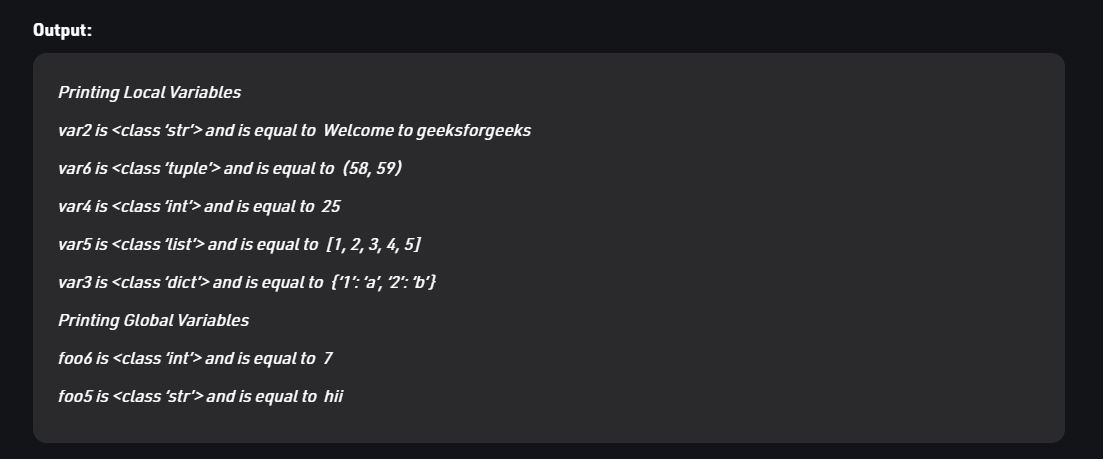 Output:
Printing Local Variables
var2 is <class ‘str’> and is equal to  Welcome to geeksforgeeks
var6 is <class ‘tuple’> and is equal to  (58, 59)
var4 is <class ‘int’> and is equal to  25
var5 is <class ‘list’> and is equal to  [1, 2, 3, 4, 5]
var3 is <class ‘dict’> and is equal to  {‘1’: ‘a’, ‘2’: ‘b’}
Printing Global Variables
foo6 is <class ‘int’> and is equal to  7
foo5 is <class ‘str’> and is equal to  hii